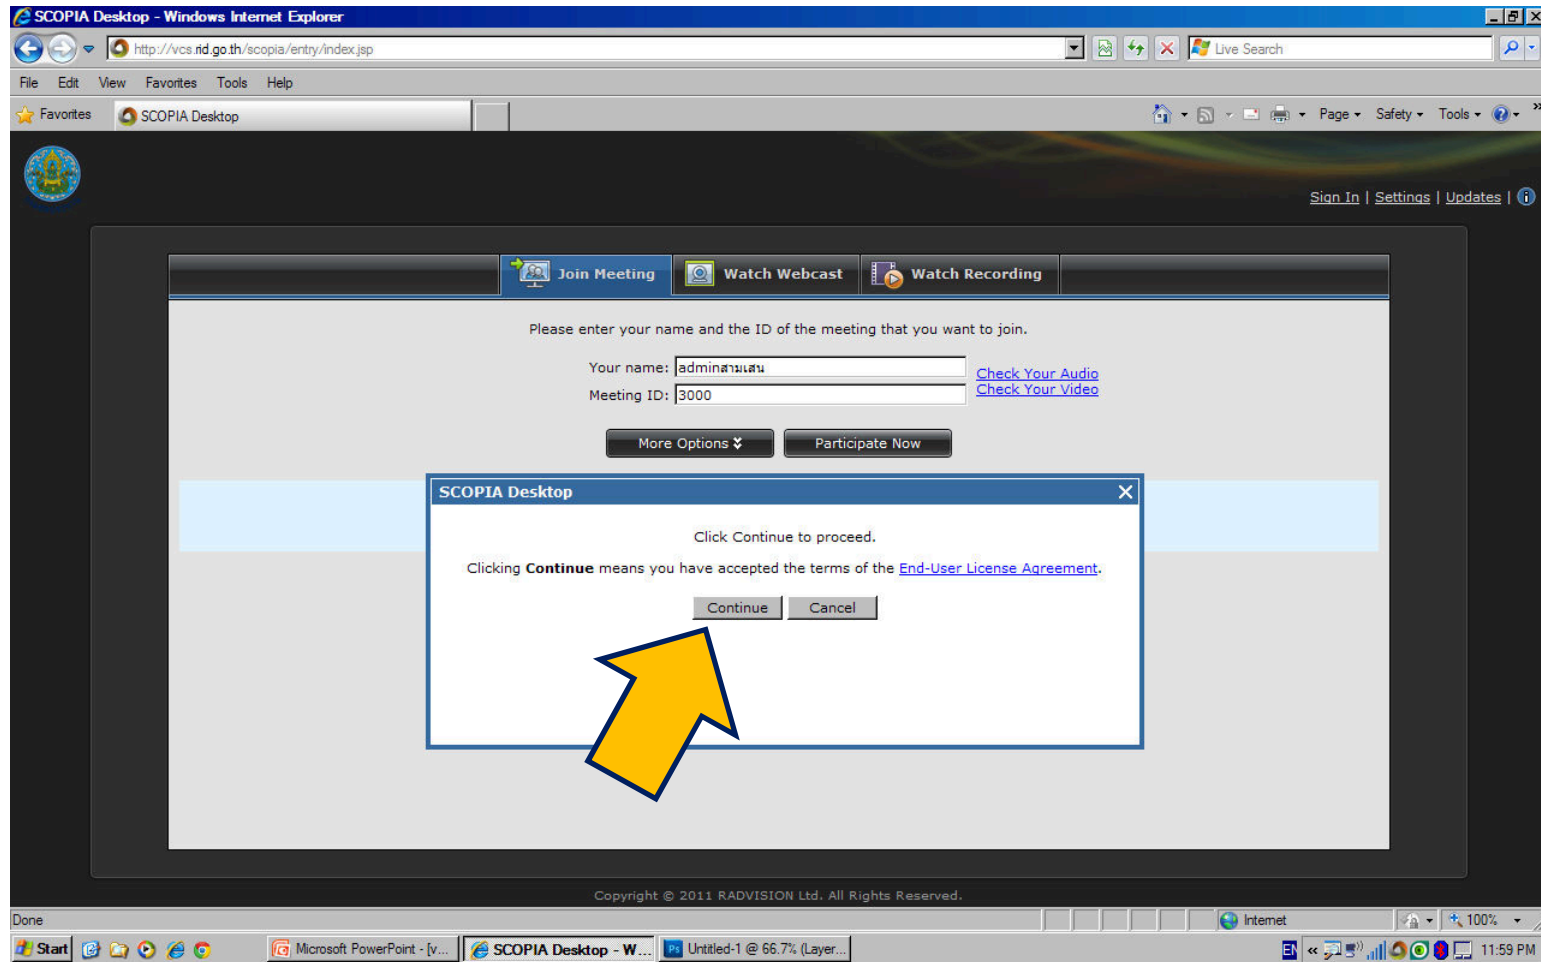 SCOPIA Desktop - Windows Internet Explorer
http://vcs.rid.go.th/scopia/entry/index.jsp
Live Search
File Edit View Favorites Tools Help
Favorites SCOPIA Desktop Page Safety Tools
Sign In | Settings | Updates |
Join Meeting Watch Webcast Watch Recording
Please enter your name and the ID of the meeting that you want to join.
Your name: adminสามเสน
Check Your Audio
Meeting ID: 3000
Check Your Video
More Options Participate Now
SCOPIA Desktop
Click Continue to proceed.
Clicking Continue means you have accepted the terms of the End-User License Agreement.
Continue Cancel
Copyright © 2011 RADVISION Ltd. All Rights Reserved.
Done Internet 100%
Start Microsoft PowerPoint - [v... SCOPIA Desktop - W... Ps Untitled-1 @ 66.7% (Layer... EN 11:59 PM